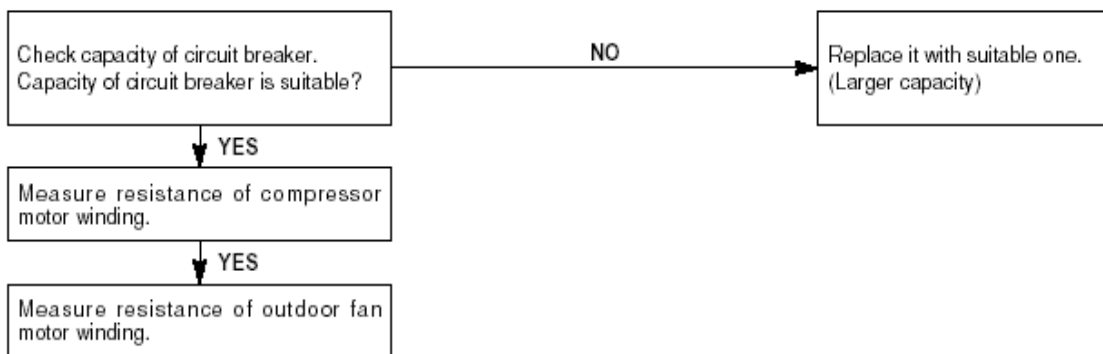 Check capacity of circuit breaker.
Capacity of circuit breaker is suitable?
NO
Replace it with suitable one.
(Larger capacity)
YES
Measure resistance of compressor
motor winding.
YES
Measure resistance of outdoor fan
motor winding.